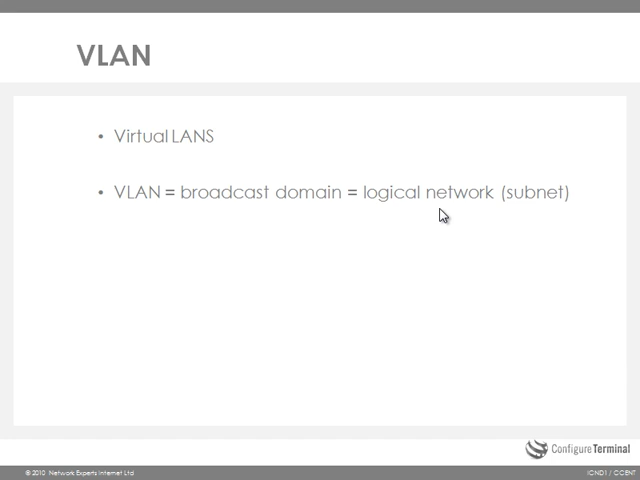 VLAN
• Virtual LANS
• VLAN = broadcast domain = logical network (subnet)
Configure Terminal
© 2010 Network Experts Internet Ltd
ICND1 / CCENT